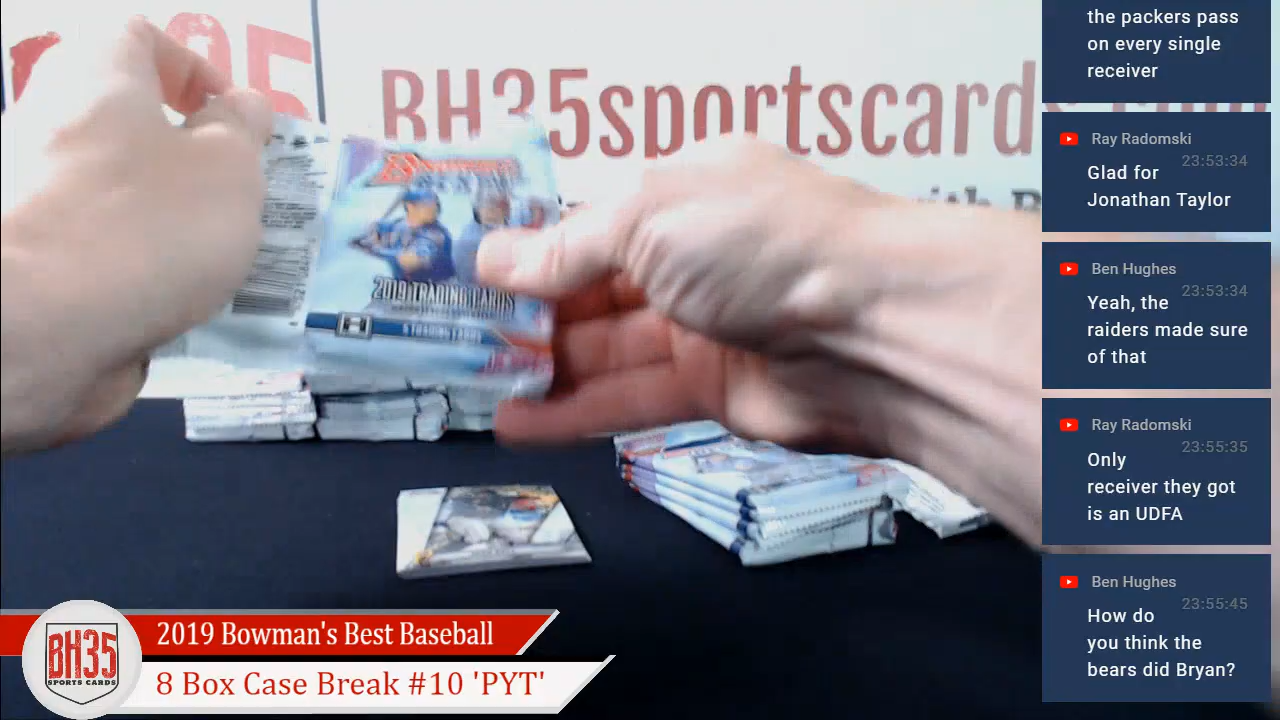 BH35sportscards
the packers pass
on every single
receiver
Ray Radomski
23:53:34
Glad for
Jonathan Taylor
Ben Hughes
23:53:34
Yeah, the
raiders made sure
of that
Ray Radomski
23:55:35
Only
receiver they got
is an UDFA
Ben Hughes
23:55:45
How do
you think the
bears did Bryan?
2019 TRADING CARDS
BH35
SPORTS CARDS
2019 Bowman's Best Baseball
8 Box Case Break #10 'PYT'